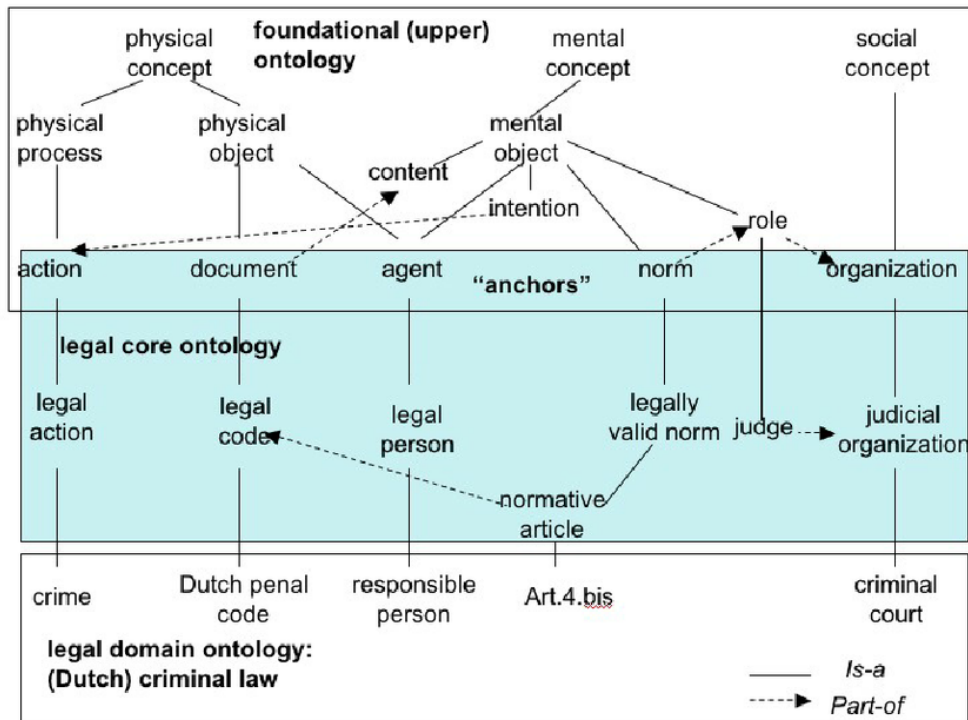 physical
concept
foundational (upper)
ontology
mental
concept
social
concept
physical
process
physical
object
mental
object
content
intention
role
action
document
agent
norm
organization
“anchors”
legal core ontology
legal
action
legal
code
legal
person
legally
valid norm
judge
judicial
organization
normative
article
crime
Dutch penal
code
responsible
person
Art.4.bis
criminal
court
legal domain ontology:
(Dutch) criminal law
Is-a
Part-of